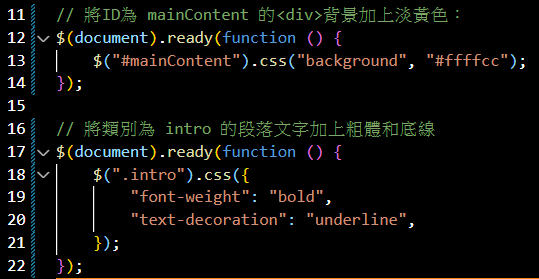 11 // 將ID為 mainContent 的<div>背景加上淡黃色：
12 $(document).ready(function () {
13     $("#mainContent").css("background", "#ffffcc");
14 });
15
16 // 將類別為 intro 的段落文字加上粗體和底線
17 $(document).ready(function () {
18     $(".intro").css({
19         "font-weight": "bold",
20         "text-decoration": "underline",
21     });
22 });